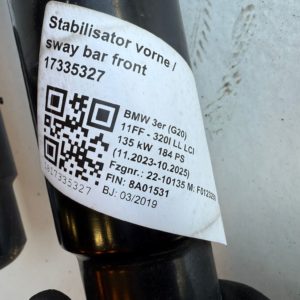 Stabilisator vorne /
sway bar front
17335327
BMW 3er (G20)
11FF - 320I LL LCI
135 kW 184 PS
(11.2023-10.2025)
Fzgnr.: 22-10135 M:
FIN: 8A01531
BJ: 03/2019